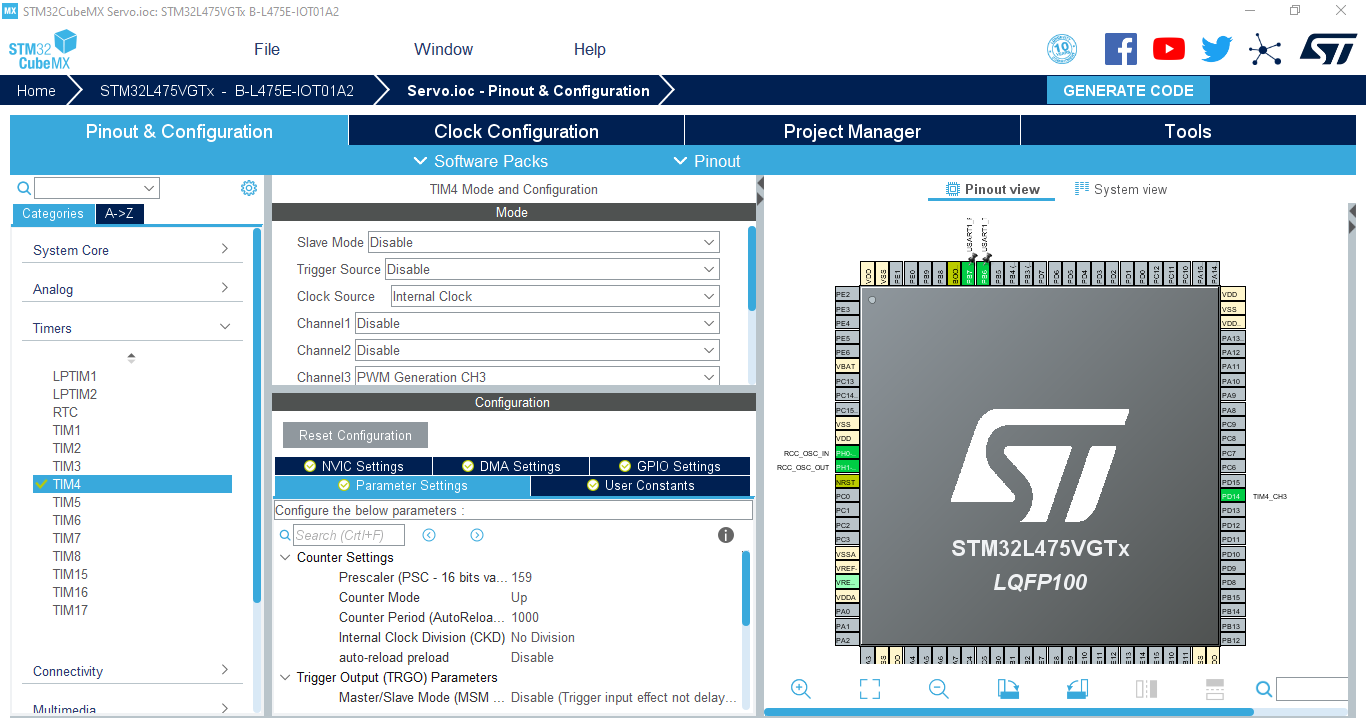 MX STM32CubeMX Servo.ioc: STM32L475VGTx B-L475E-IOT01A2
STM32
CubeMX
File Window Help
10
Home STM32L475VGTx - B-L475E-IOT01A2 Servo.ioc - Pinout & Configuration GENERATE CODE
Pinout & Configuration Clock Configuration Project Manager Tools
Software Packs Pinout
TIM4 Mode and Configuration
Pinout view System view
Categories A->Z
Mode
System Core
Analog
Timers
LPTIM1
LPTIM2
RTC
TIM1
TIM2
TIM3
TIM4
TIM5
TIM6
TIM7
TIM8
TIM15
TIM16
TIM17
Connectivity
Multimedia
Slave Mode Disable
Trigger Source Disable
Clock Source Internal Clock
Channel1 Disable
Channel2 Disable
Channel3 PWM Generation CH3
Configuration
Reset Configuration
NVIC Settings DMA Settings GPIO Settings
Parameter Settings User Constants
Configure the below parameters :
Search (Crtl+F)
Counter Settings
Prescaler (PSC - 16 bits va... 159
Counter Mode Up
Counter Period (AutoReloa... 1000
Internal Clock Division (CKD) No Division
auto-reload preload Disable
Trigger Output (TRGO) Parameters
Master/Slave Mode (MSM ... Disable (Trigger input effect not delay...
USART1_
USART1_
VDD VSS PE1 PE0 PB9 PB8 BOO PB7 PB6 PB5 PB4 PB3 PD7 PD6 PD5 PD4 PD3 PD2 PD1 PD0 PC12 PC11 PC10 PA15 PA14
PE2
PE3
PE4
PE5
PE6
VBAT
PC13
PC14..
PC15..
VSS
VDD
RCC_OSC_IN PH0-..
RCC_OSC_OUT PH1-..
NRST
PC0
PC1
PC2
PC3
VSSA
VREF-
VRE..
VDDA
PA0
PA1
PA2
VDD
VSS
VDD..
PA13..
PA12
PA11
PA10
PA9
PA8
PC9
PC8
PC7
PC6
PD15
PD14 TIM4_CH3
PD13
PD12
PD11
PD10
PD9
PD8
PB15
PB14
PB13
PB12
ST
STM32L475VGTx
LQFP100